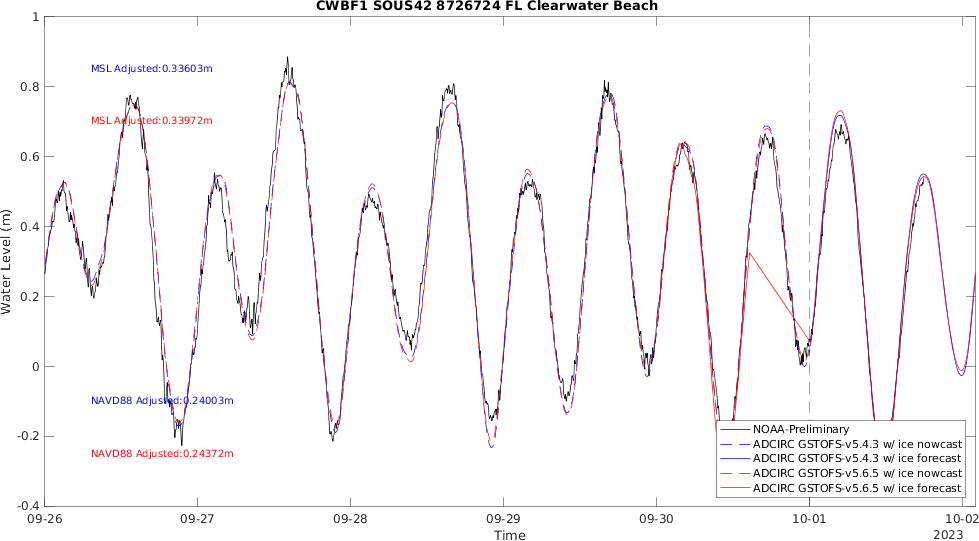 CWBF1 SOUS42 8726724 FL Clearwater Beach
1
0.8
0.6
0.4
0.2
0
-0.2
-0.4
Water Level (m)
MSL Adjusted:0.33603m
MSL Adjusted:0.33972m
NAVD88 Adjusted:0.24003m
NAVD88 Adjusted:0.24372m
NOAA-Preliminary
ADCIRC GSTOFS-v5.4.3 w/ ice nowcast
ADCIRC GSTOFS-v5.4.3 w/ ice forecast
ADCIRC GSTOFS-v5.6.5 w/ ice nowcast
ADCIRC GSTOFS-v5.6.5 w/ ice forecast
09-26 09-27 09-28 09-29 09-30 10-01 10-02
Time
2023